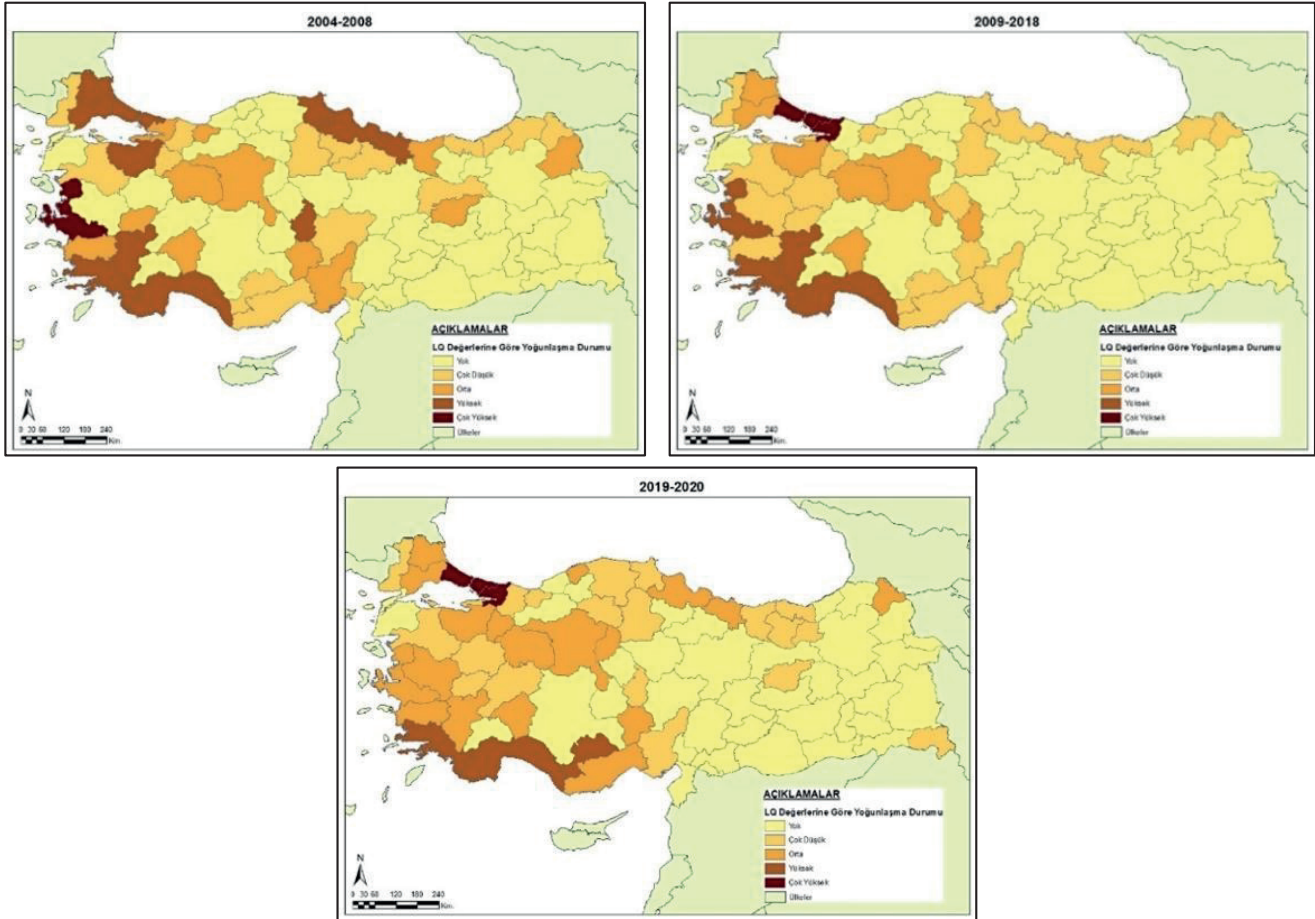 2004-2008
AÇIKLAMALAR
LQ Değerlerine Göre Yoğunlaşma Durumu
Yok
Çok Düşük
Orta
Yüksek
Çok Yüksek
Ülkeler
N
0 30 60 120 180 240
Km.
2009-2018
AÇIKLAMALAR
LQ Değerlerine Göre Yoğunlaşma Durumu
Yok
Çok Düşük
Orta
Yüksek
Çok Yüksek
Ülkeler
N
0 30 60 120 180 240
Km.
2019-2020
AÇIKLAMALAR
LQ Değerlerine Göre Yoğunlaşma Durumu
Yok
Çok Düşük
Orta
Yüksek
Çok Yüksek
Ülkeler
N
0 30 60 120 180 240
Km.